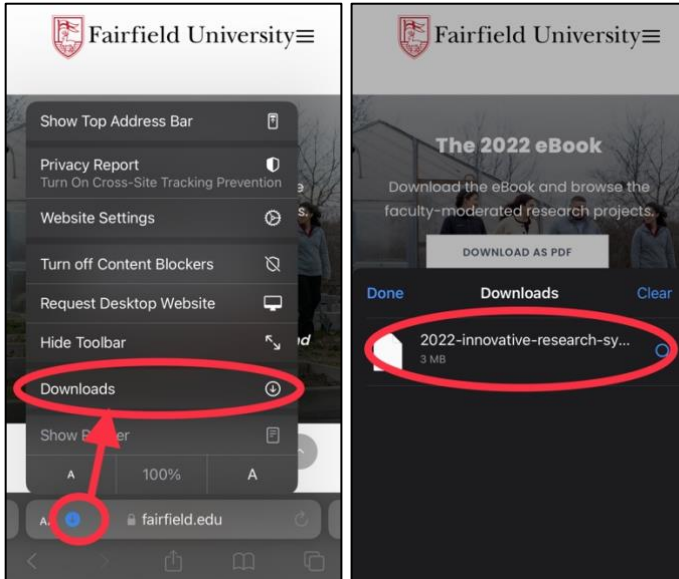 Fairfield University
Show Top Address Bar
Privacy Report
Turn On Cross-Site Tracking Prevention
Website Settings
Turn off Content Blockers
Request Desktop Website
Hide Toolbar
Downloads
Show
A 100% A
fairfield.edu
Fairfield University
The 2022 eBook
Download the eBook and browse the
faculty-moderated research projects.
DOWNLOAD AS PDF
Done Downloads Clear
2022-innovative-research-sy...
3 MB